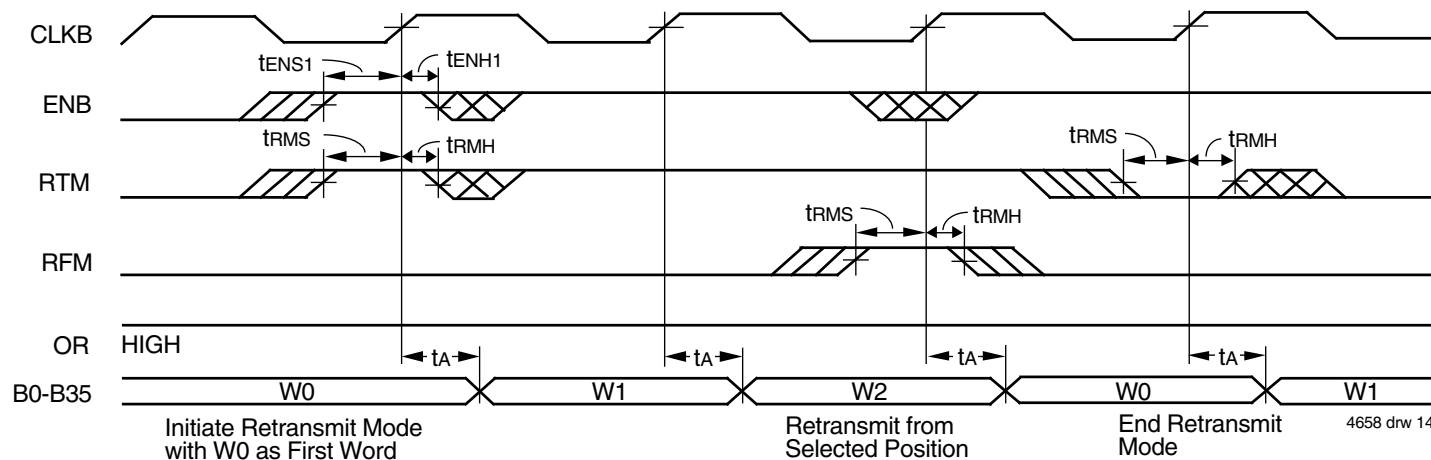 CLKB
tENS1 tENH1
ENB
tRMS tRMH tRMS tRMH
RTM
tRMS tRMH
RFM
OR HIGH
tA tA tA tA
B0-B35 W0 W1 W2 W0 W1
Initiate Retransmit Mode Retransmit from End Retransmit 4658 drw 14
with W0 as First Word Selected Position Mode